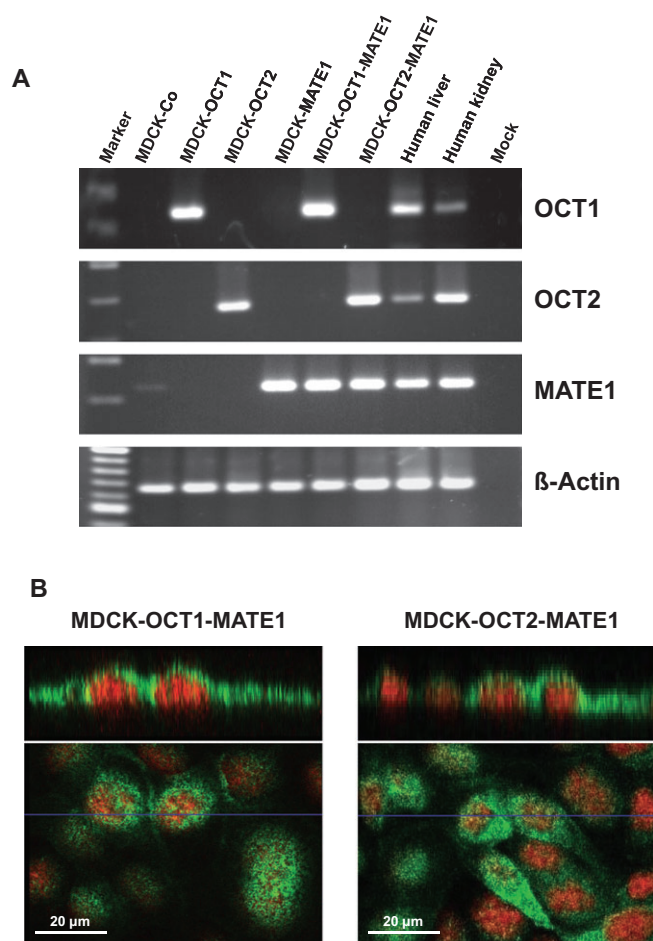 A
Marker
MDCK-Co
MDCK-OCT1
MDCK-OCT2
MDCK-MATE1
MDCK-OCT1-MATE1
MDCK-OCT2-MATE1
Human liver
Human kidney
Mock
OCT1
OCT2
MATE1
ß-Actin
B
MDCK-OCT1-MATE1
MDCK-OCT2-MATE1
20 µm
20 µm